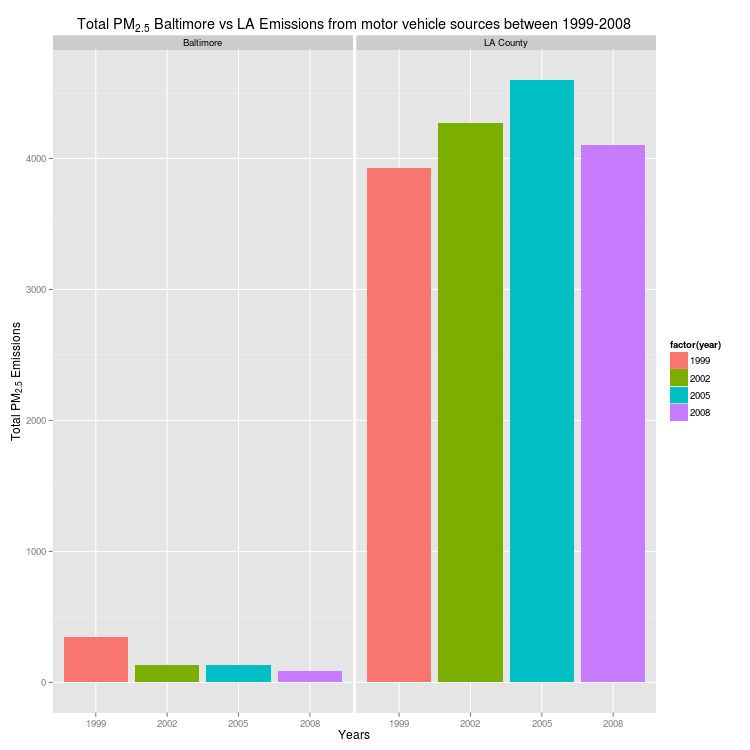 Total PM2.5 Baltimore vs LA Emissions from motor vehicle sources between 1999-2008
Baltimore
LA County
Total PM2.5 Emissions
4000
3000
2000
1000
0
1999
2002
2005
2008
1999
2002
2005
2008
Years
factor(year)
1999
2002
2005
2008